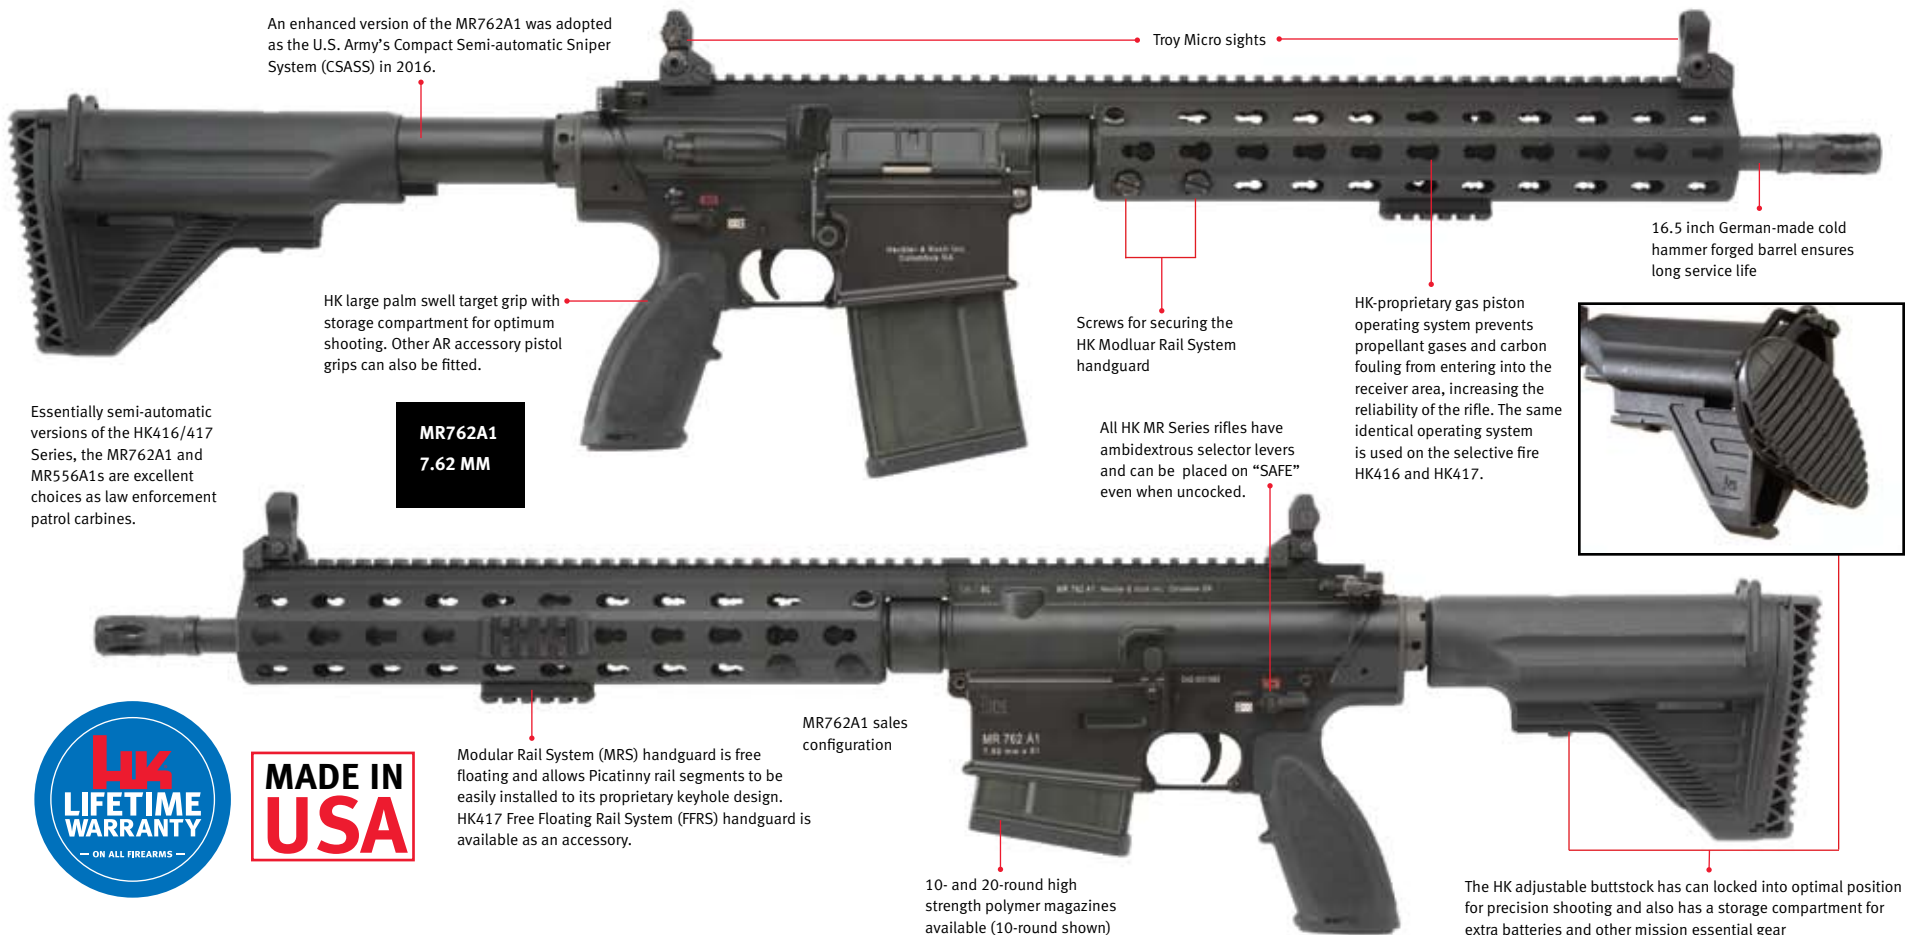 An enhanced version of the MR762A1 was adopted
as the U.S. Army's Compact Semi-automatic Sniper
System (CSASS) in 2016.
Troy Micro sights
16.5 inch German-made cold
hammer forged barrel ensures
long service life
Heckler & Koch Inc.
Columbus GA
HK large palm swell target grip with
storage compartment for optimum
shooting. Other AR accessory pistol
grips can also be fitted.
Screws for securing the
HK Modluar Rail System
handguard
HK-proprietary gas piston
operating system prevents
propellant gases and carbon
fouling from entering into the
receiver area, increasing the
reliability of the rifle. The same
identical operating system
is used on the selective fire
HK416 and HK417.
Essentially semi-automatic
versions of the HK416/417
Series, the MR762A1 and
MR556A1s are excellent
choices as law enforcement
patrol carbines.
MR762A1
7.62 MM
All HK MR Series rifles have
ambidextrous selector levers
and can be placed on "SAFE"
even when uncocked.
MR 762 A1
7.62 mm x 51
HK
LIFETIME
WARRANTY
— ON ALL FIREARMS —
MADE IN
USA
Modular Rail System (MRS) handguard is free
floating and allows Picatinny rail segments to be
easily installed to its proprietary keyhole design.
HK417 Free Floating Rail System (FFRS) handguard is
available as an accessory.
MR762A1 sales
configuration
10- and 20-round high
strength polymer magazines
available (10-round shown)
The HK adjustable buttstock has can locked into optimal position
for precision shooting and also has a storage compartment for
extra batteries and other mission essential gear